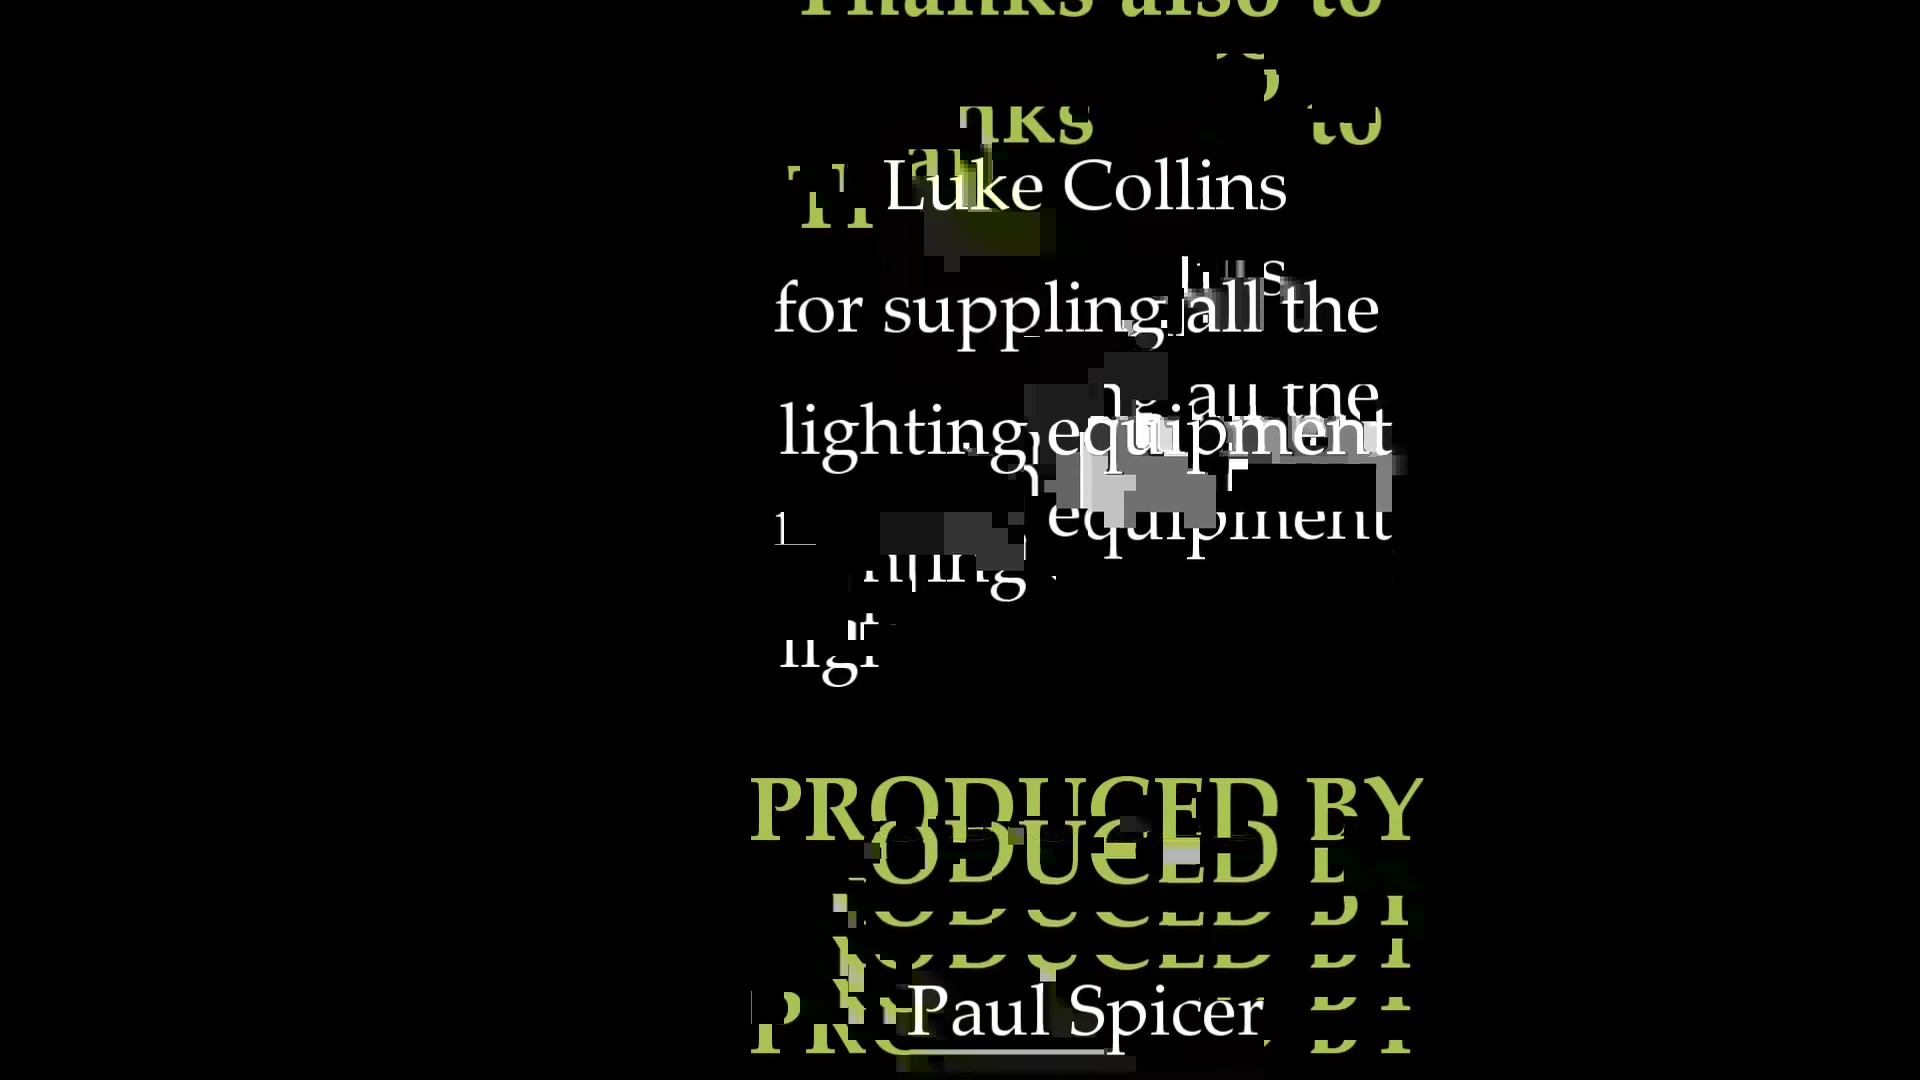 Thanks also to
Luke Collins
for suppling all the
lighting equipment
PRODUCED BY
Paul Spicer